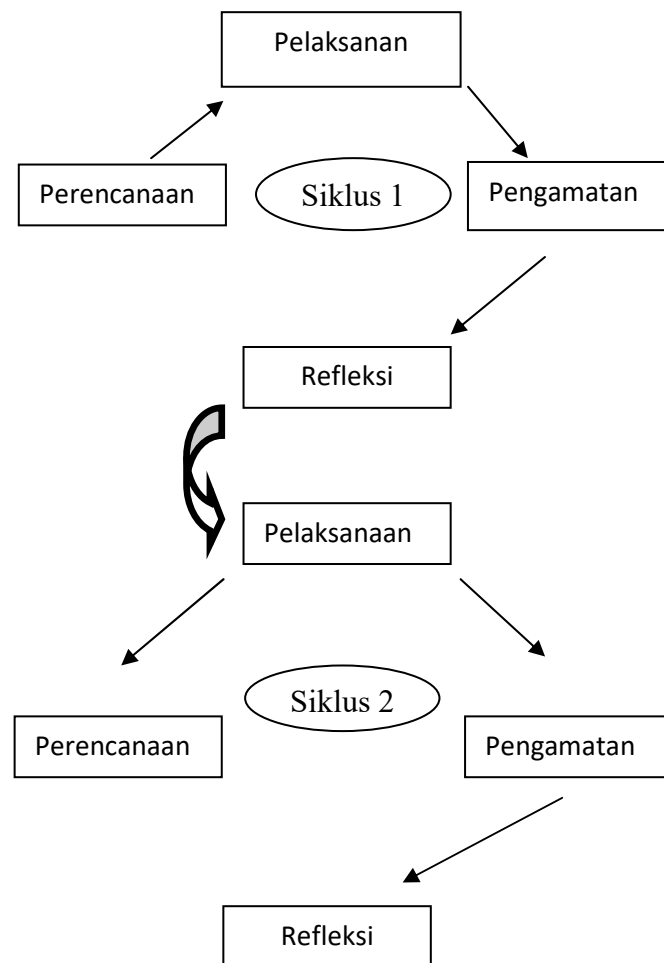 Pelaksanan
Perencanaan
Siklus 1
Pengamatan
Refleksi
Pelaksanaan
Siklus 2
Perencanaan
Pengamatan
Refleksi